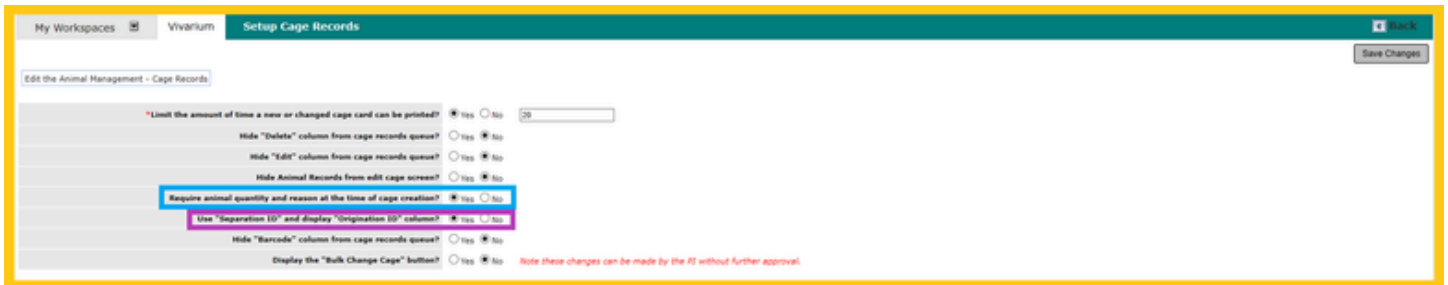 My Workspaces Vivarium Setup Cage Records Back
Save Changes
Edit the Animal Management - Cage Records
*Limit the amount of time a new or changed cage card can be printed? Yes No 20
Hide "Delete" column from cage records queue? Yes No
Hide "Edit" column from cage records queue? Yes No
Hide Animal Records from edit cage screen? Yes No
Require animal quantity and reason at the time of cage creation? Yes No
Use "Separation ID" and display "Origination ID" column? Yes No
Hide "Barcode" column from cage records queue? Yes No
Display the "Bulk Change Cage" button? Yes No Note these changes can be made by the PI without further approval.